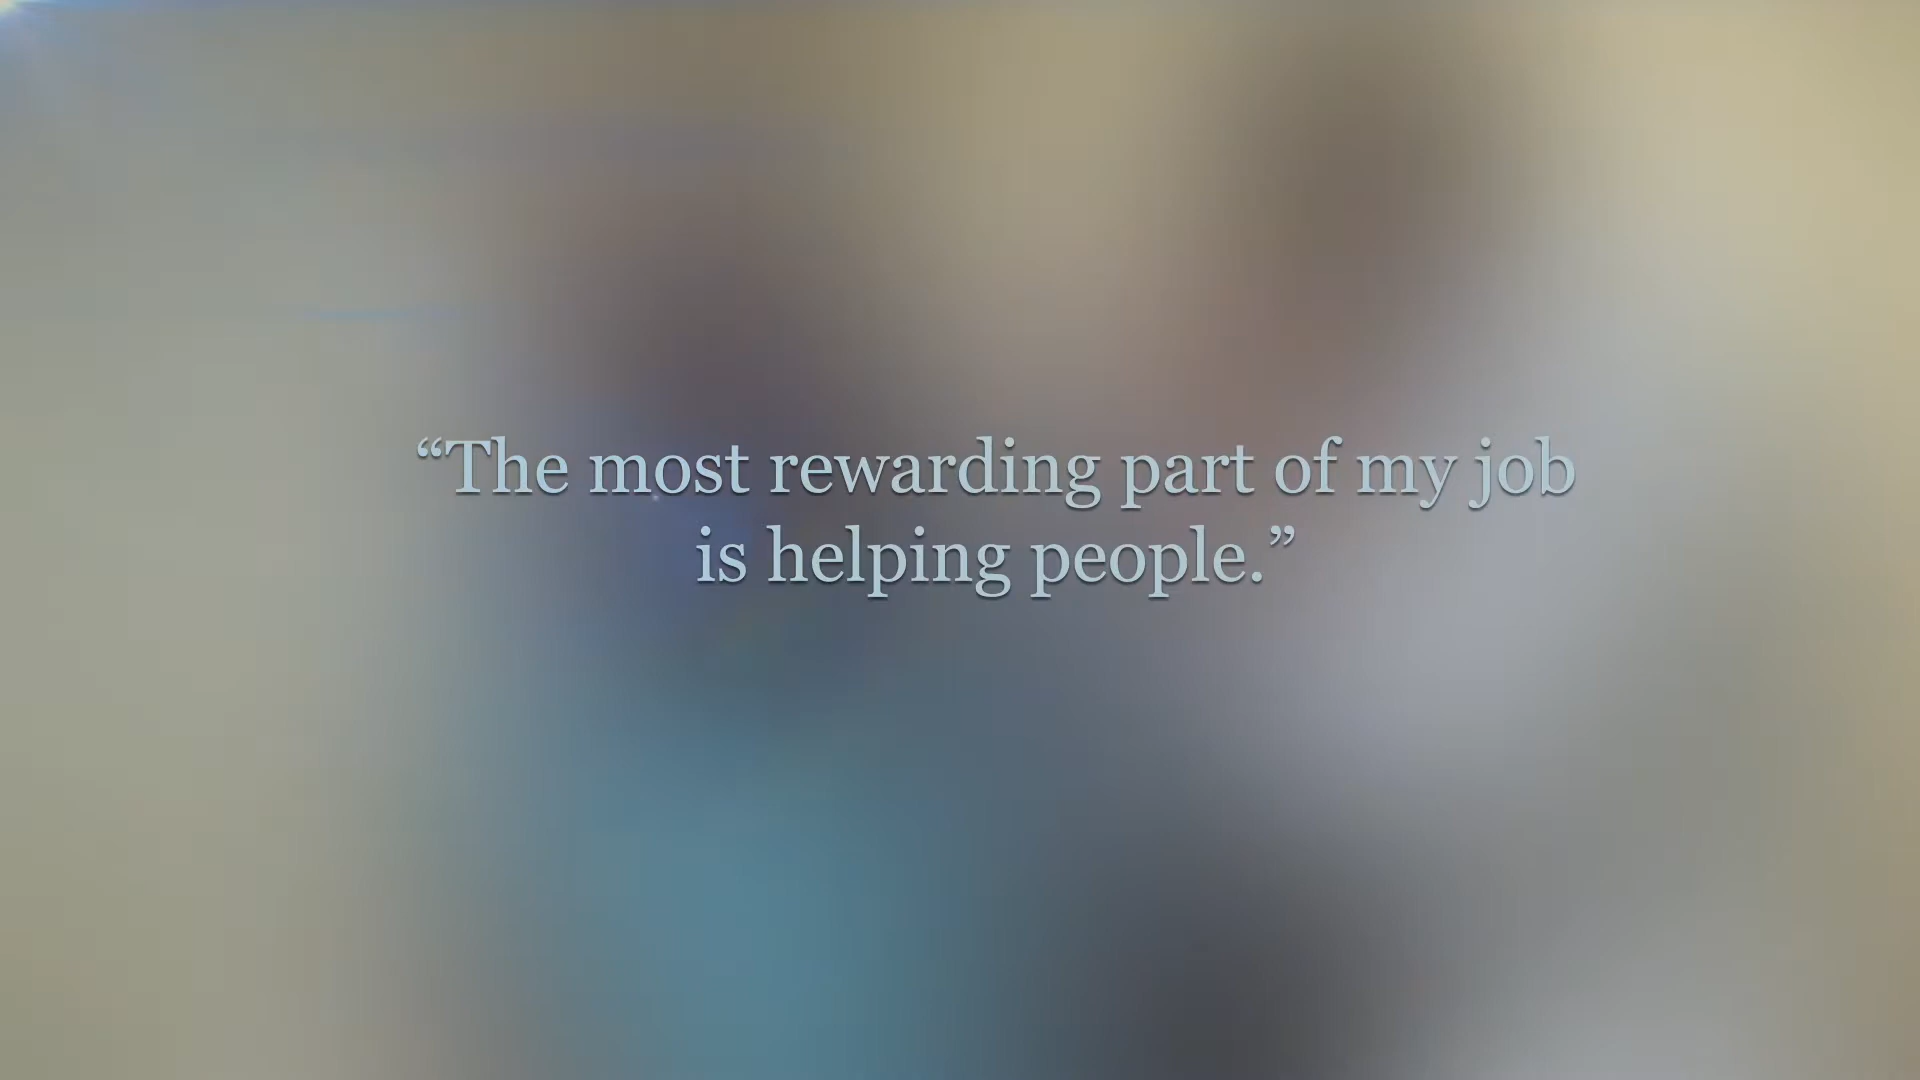 “The most rewarding part of my job
is helping people.”